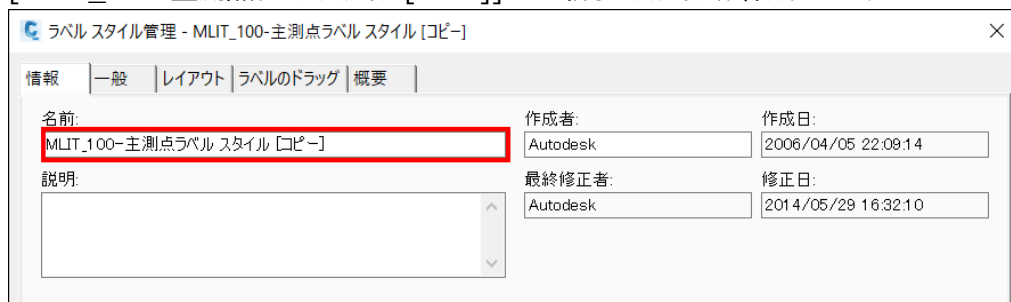 ラベル スタイル管理 - MLIT_100-主測点ラベル スタイル [コピー]
情報 一般 レイアウト ラベルのドラッグ 概要
名前: 作成者: 作成日:
MLIT_100-主測点ラベル スタイル [コピー] Autodesk 2006/04/05 22:09:14
説明: 最終修正者: 修正日:
Autodesk 2014/05/29 16:32:10